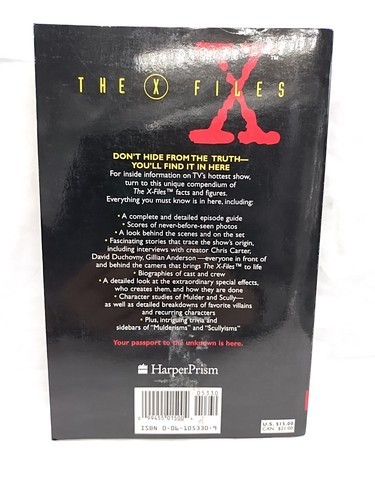 X™
THE X FILES
DON'T HIDE FROM THE TRUTH—
YOU'LL FIND IT IN HERE
For inside information on TV's hottest show,
turn to this unique compendium of
The X-Files™ facts and figures.
Everything you must know is in here, including:
• A complete and detailed episode guide
• Scores of never-before-seen photos
• A look behind the scenes and on the set
• Fascinating stories that trace the show's origin,
including interviews with creator Chris Carter,
David Duchovny, Gillian Anderson—everyone in front of
and behind the camera that brings The X-Files™ to life
• Biographies of cast and crew
• A detailed look at the extraordinary special effects,
who creates them, and how they are done
• Character studies of Mulder and Scully—
as well as detailed breakdowns of favorite villains
and recurring characters
• Plus, intriguing trivia and
sidebars of "Mulderisms" and "Scullyisms"
Your passport to the unknown is here.
HarperPrism
05330
ISBN 0-06-105330-9
U.S. $15.00
CAN. $21.00